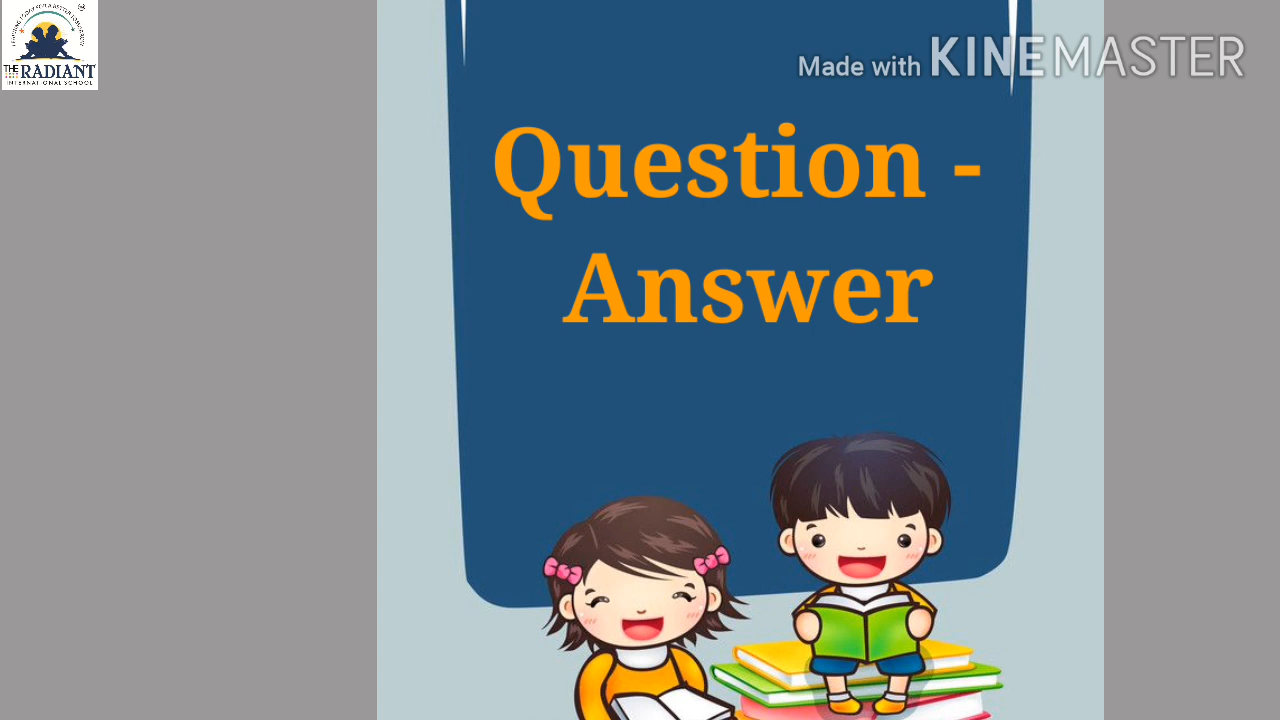 THE RADIANT
INTERNATIONAL SCHOOL
Made with KINEMASTER
Question -
Answer